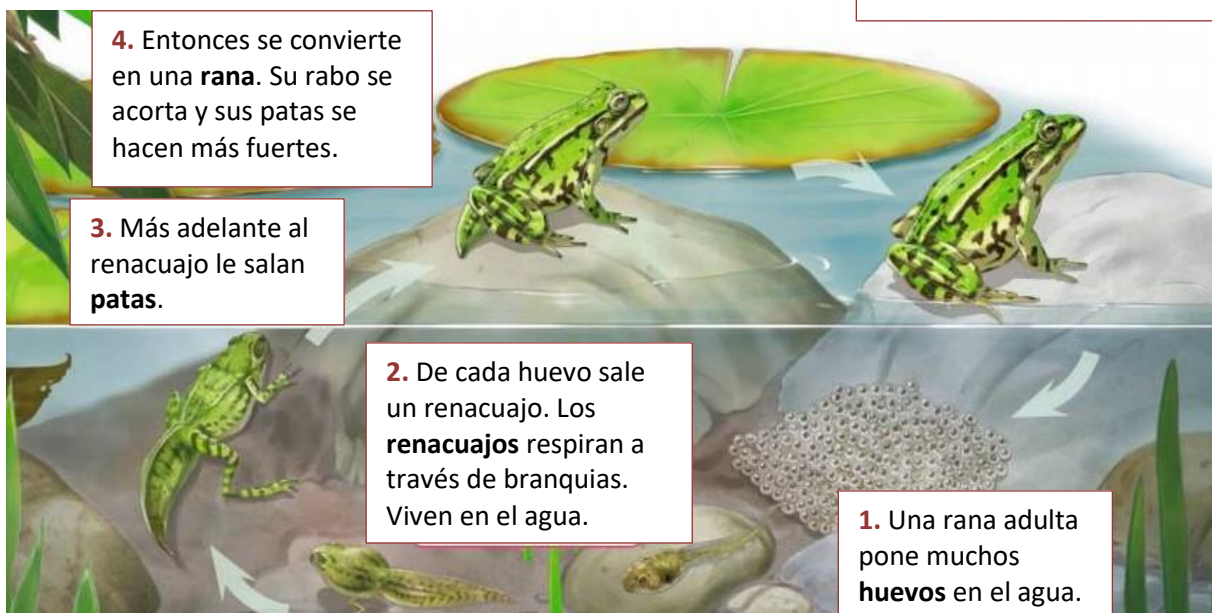 4. Entonces se convierte
en una rana. Su rabo se
acorta y sus patas se
hacen más fuertes.
3. Más adelante al
renacuajo le salan
patas.
2. De cada huevo sale
un renacuajo. Los
renacuajos respiran a
través de branquias.
Viven en el agua.
1. Una rana adulta
pone muchos
huevos en el agua.